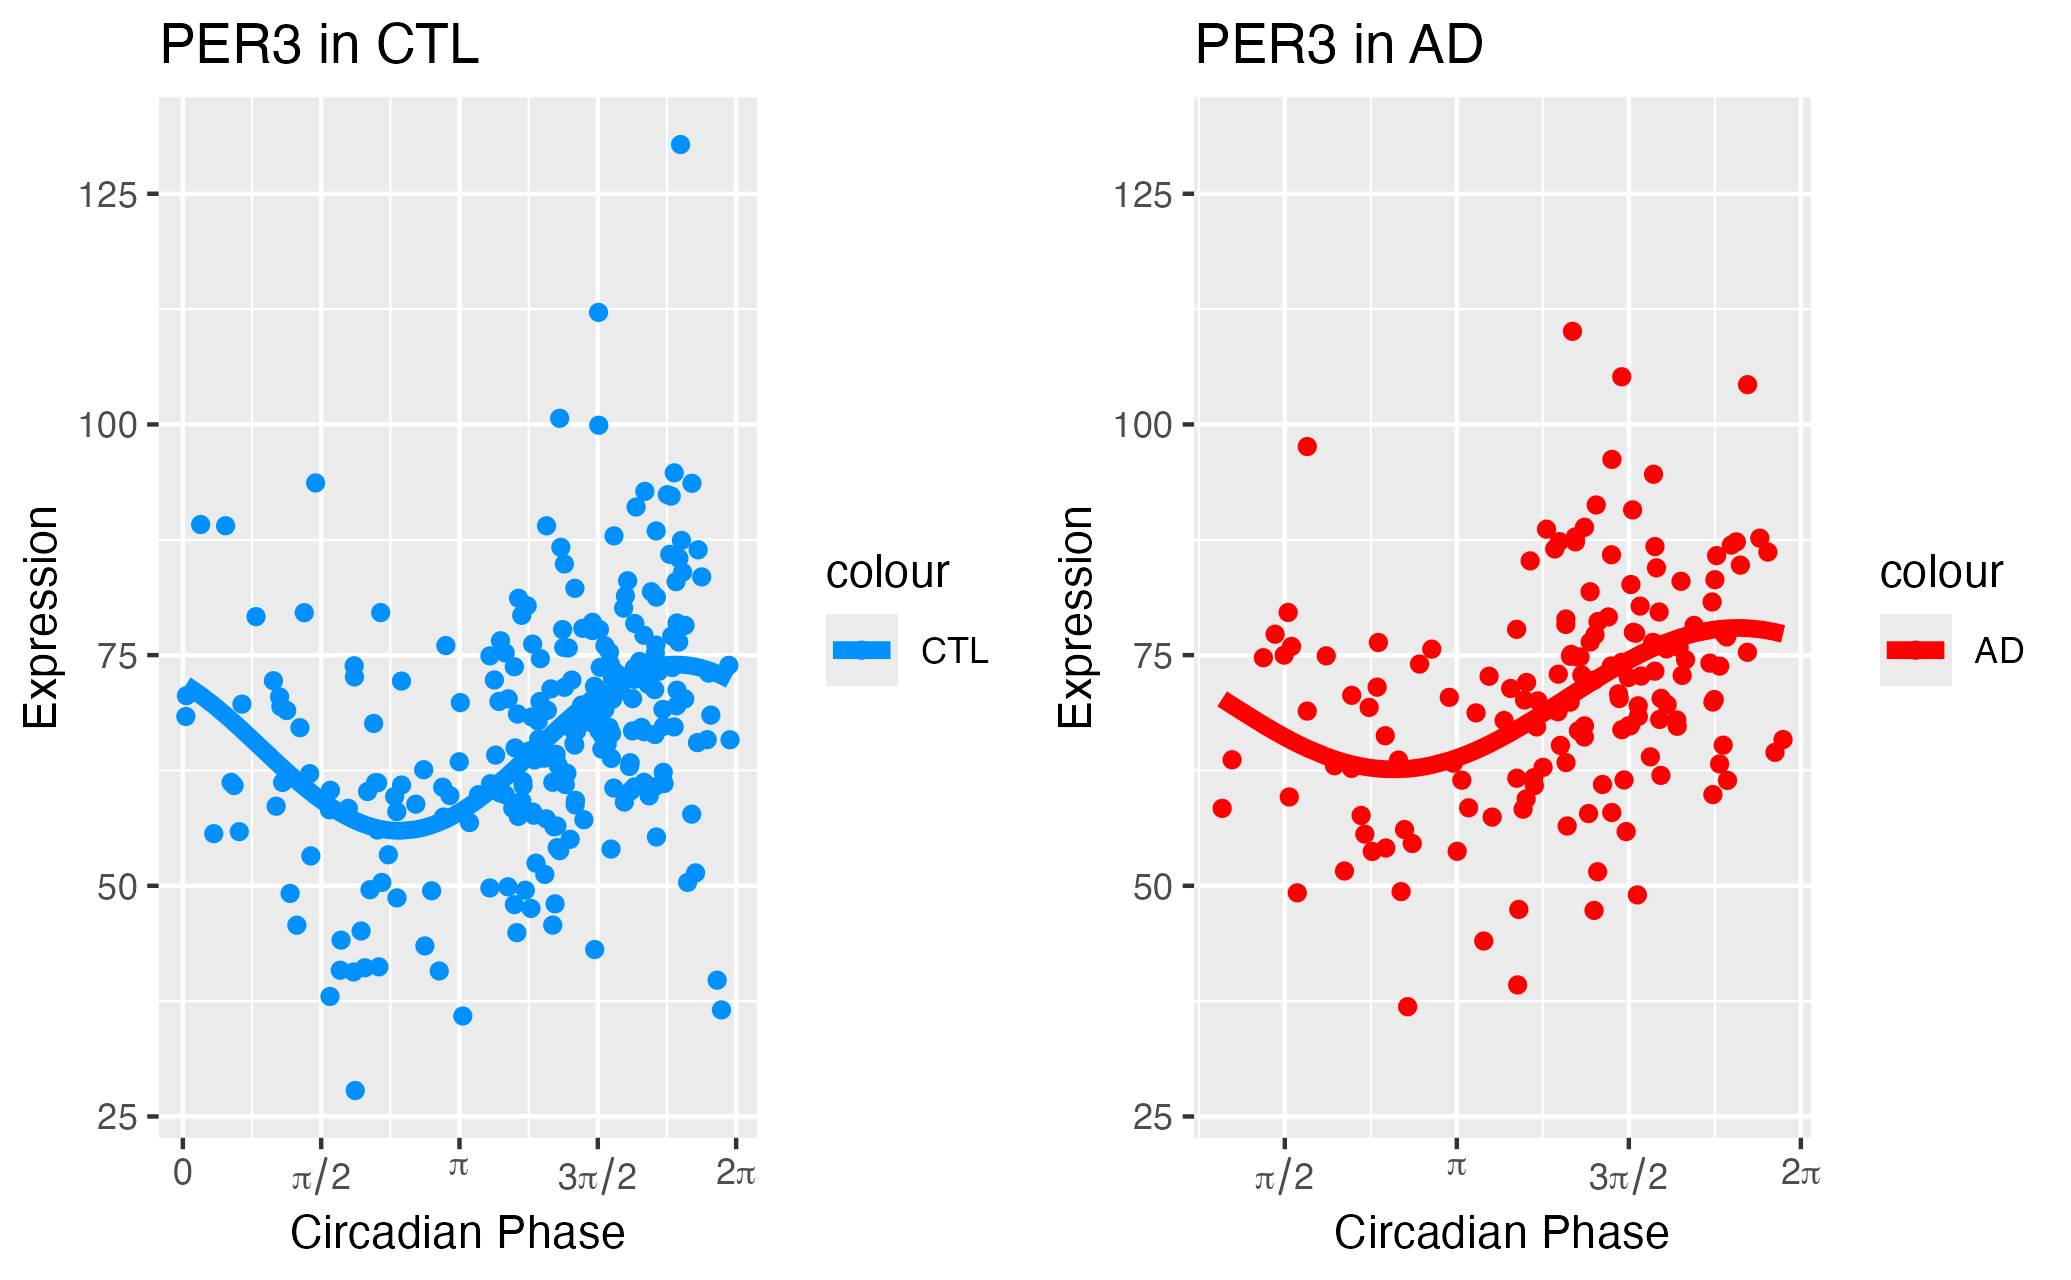 PER3 in CTL
125
100
75
50
25
Expression
0
π/2
π
3π/2
2π
Circadian Phase
colour
CTL
PER3 in AD
125
100
75
50
25
Expression
π/2
π
3π/2
2π
Circadian Phase
colour
AD